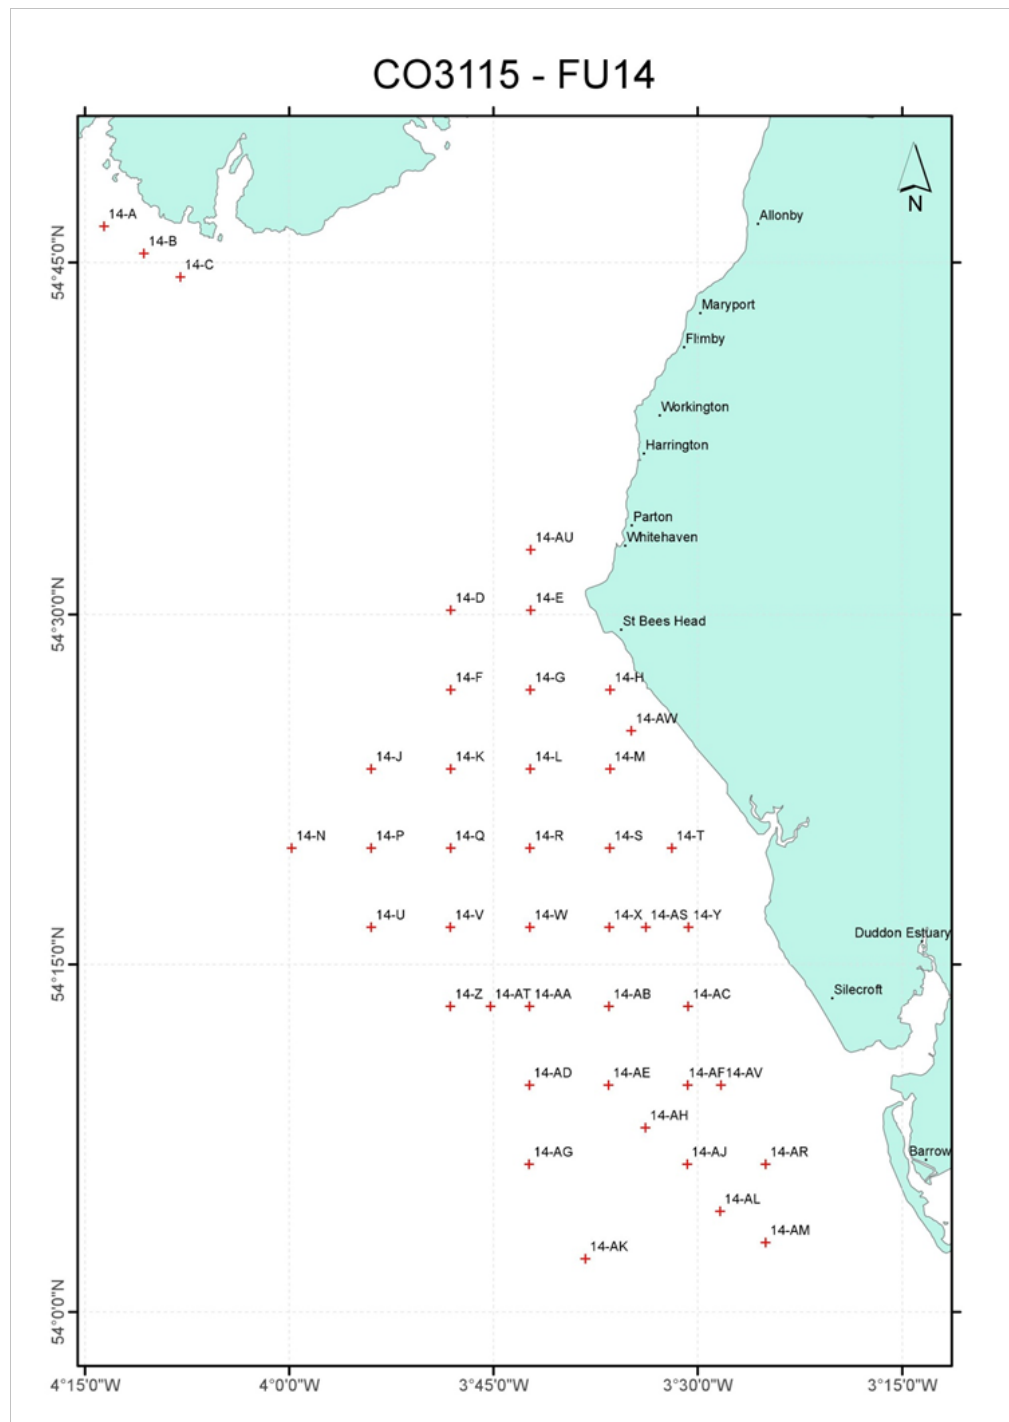 CO3115 - FU14
N
Allonby
14-A
14-B
54°45'0"N
14-C
Maryport
Flimby
Workington
Harrington
Parton
Whitehaven
14-AU
14-D
14-E
54°30'0"N
St Bees Head
14-F
14-G
14-H
14-AW
14-J
14-K
14-L
14-M
14-N
14-P
14-Q
14-R
14-S
14-T
14-U
14-V
14-W
14-X
14-AS
14-Y
Duddon Estuary
54°15'0"N
Silecroft
14-Z
14-AT
14-AA
14-AB
14-AC
14-AD
14-AE
14-AF
14-AV
14-AH
14-AG
14-AJ
14-AR
Barrow
14-AL
14-AM
14-AK
54°0'0"N
4°15'0"W
4°0'0"W
3°45'0"W
3°30'0"W
3°15'0"W